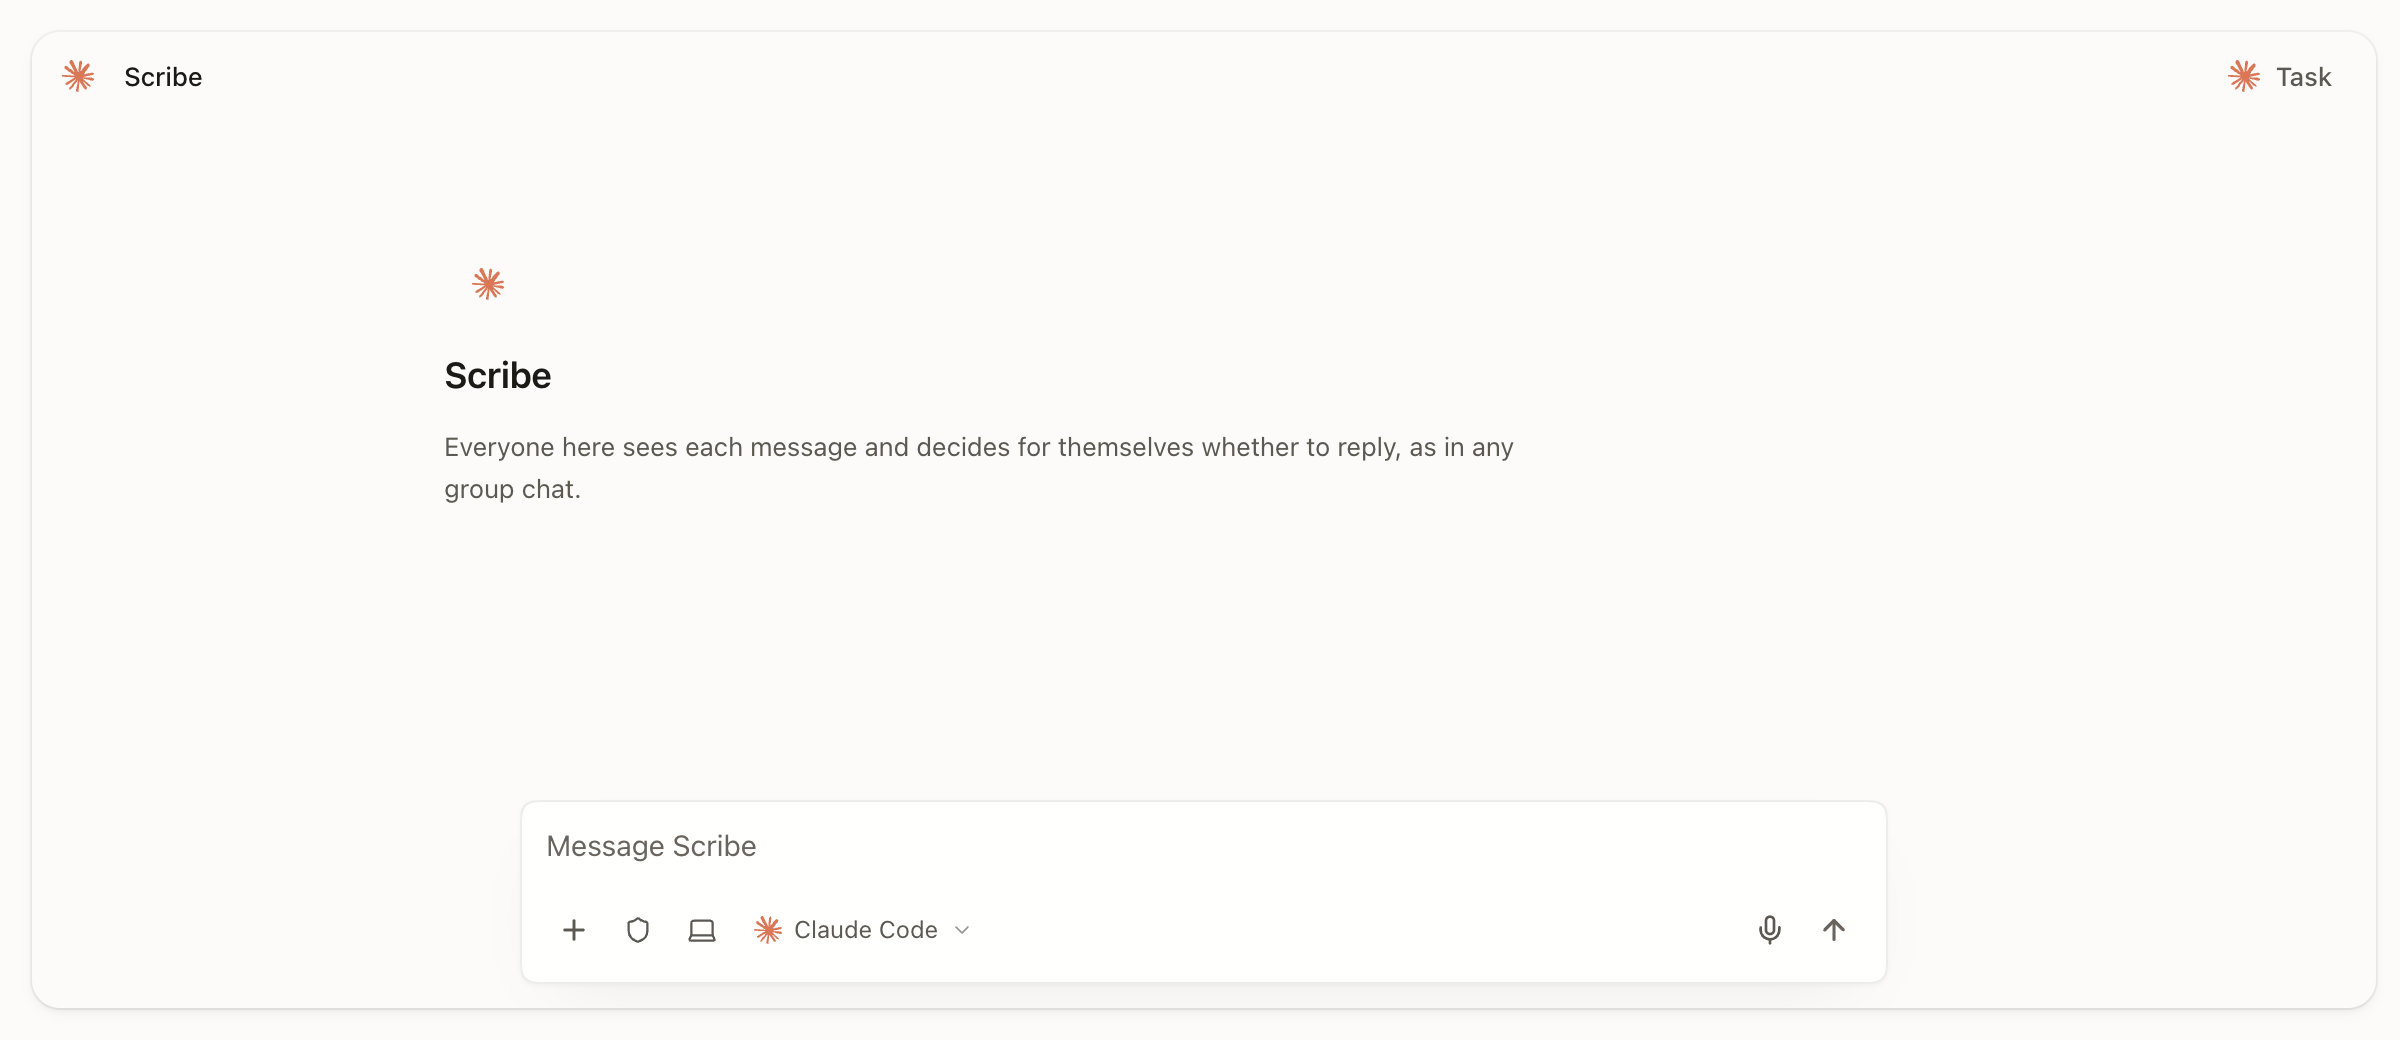 Scribe
Task
Scribe
Everyone here sees each message and decides for themselves whether to reply, as in any
group chat.
Message Scribe
Claude Code